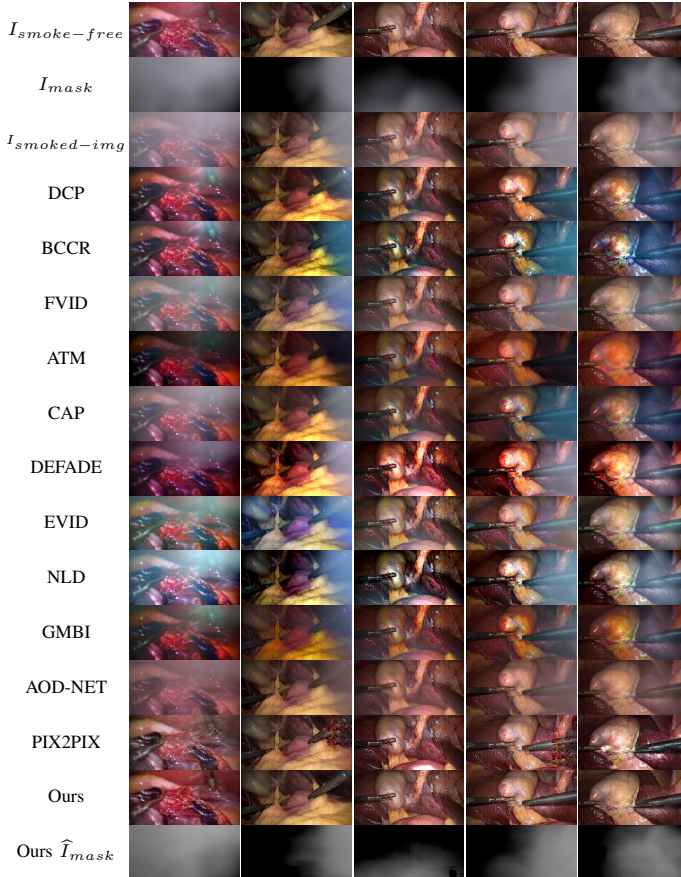 I_{smoke-free}
I_{mask}
I_{smoked-img}
DCP
BCCR
FVID
ATM
CAP
DEFADE
EVID
NLD
GMBI
AOD-NET
PIX2PIX
Ours
Ours \widehat{I}_{mask}